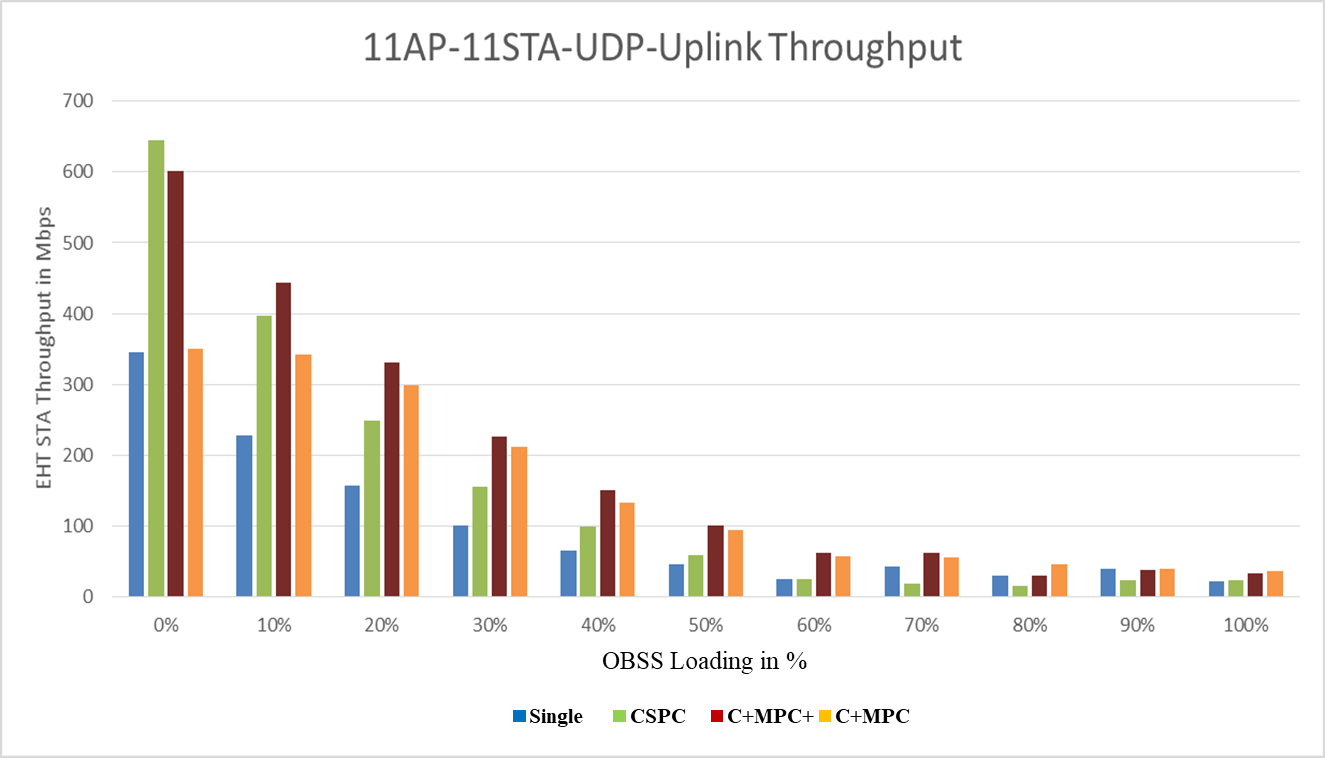 11AP-11STA-UDP-Uplink Throughput
EHT STA Throughput in Mbps
700
600
500
400
300
200
100
0
0% 10% 20% 30% 40% 50% 60% 70% 80% 90% 100%
OBSS Loading in %
Single CSPC C+MPC+ C+MPC